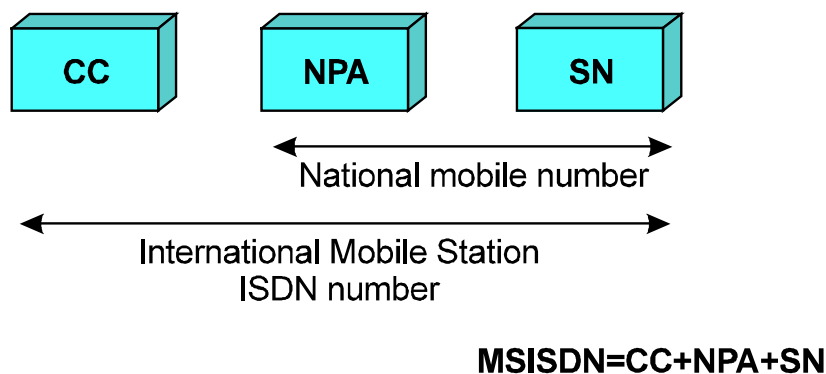 CC
NPA
SN
National mobile number
International Mobile Station
ISDN number
MSISDN=CC+NPA+SN